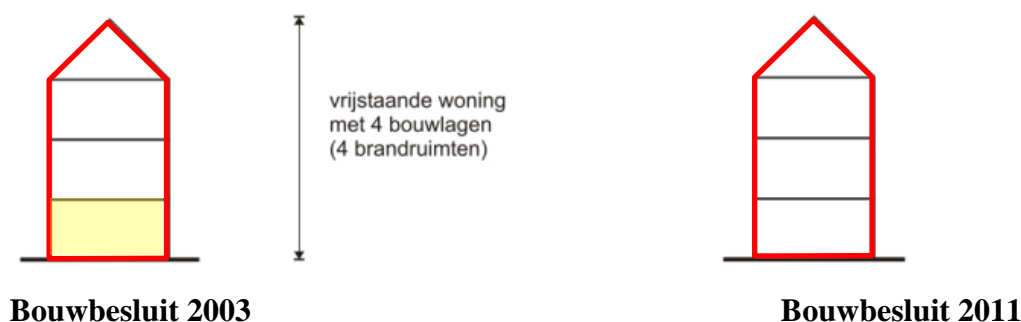 vrijstaande woning
met 4 bouwlagen
(4 brandruimten)
Bouwbesluit 2003
Bouwbesluit 2011